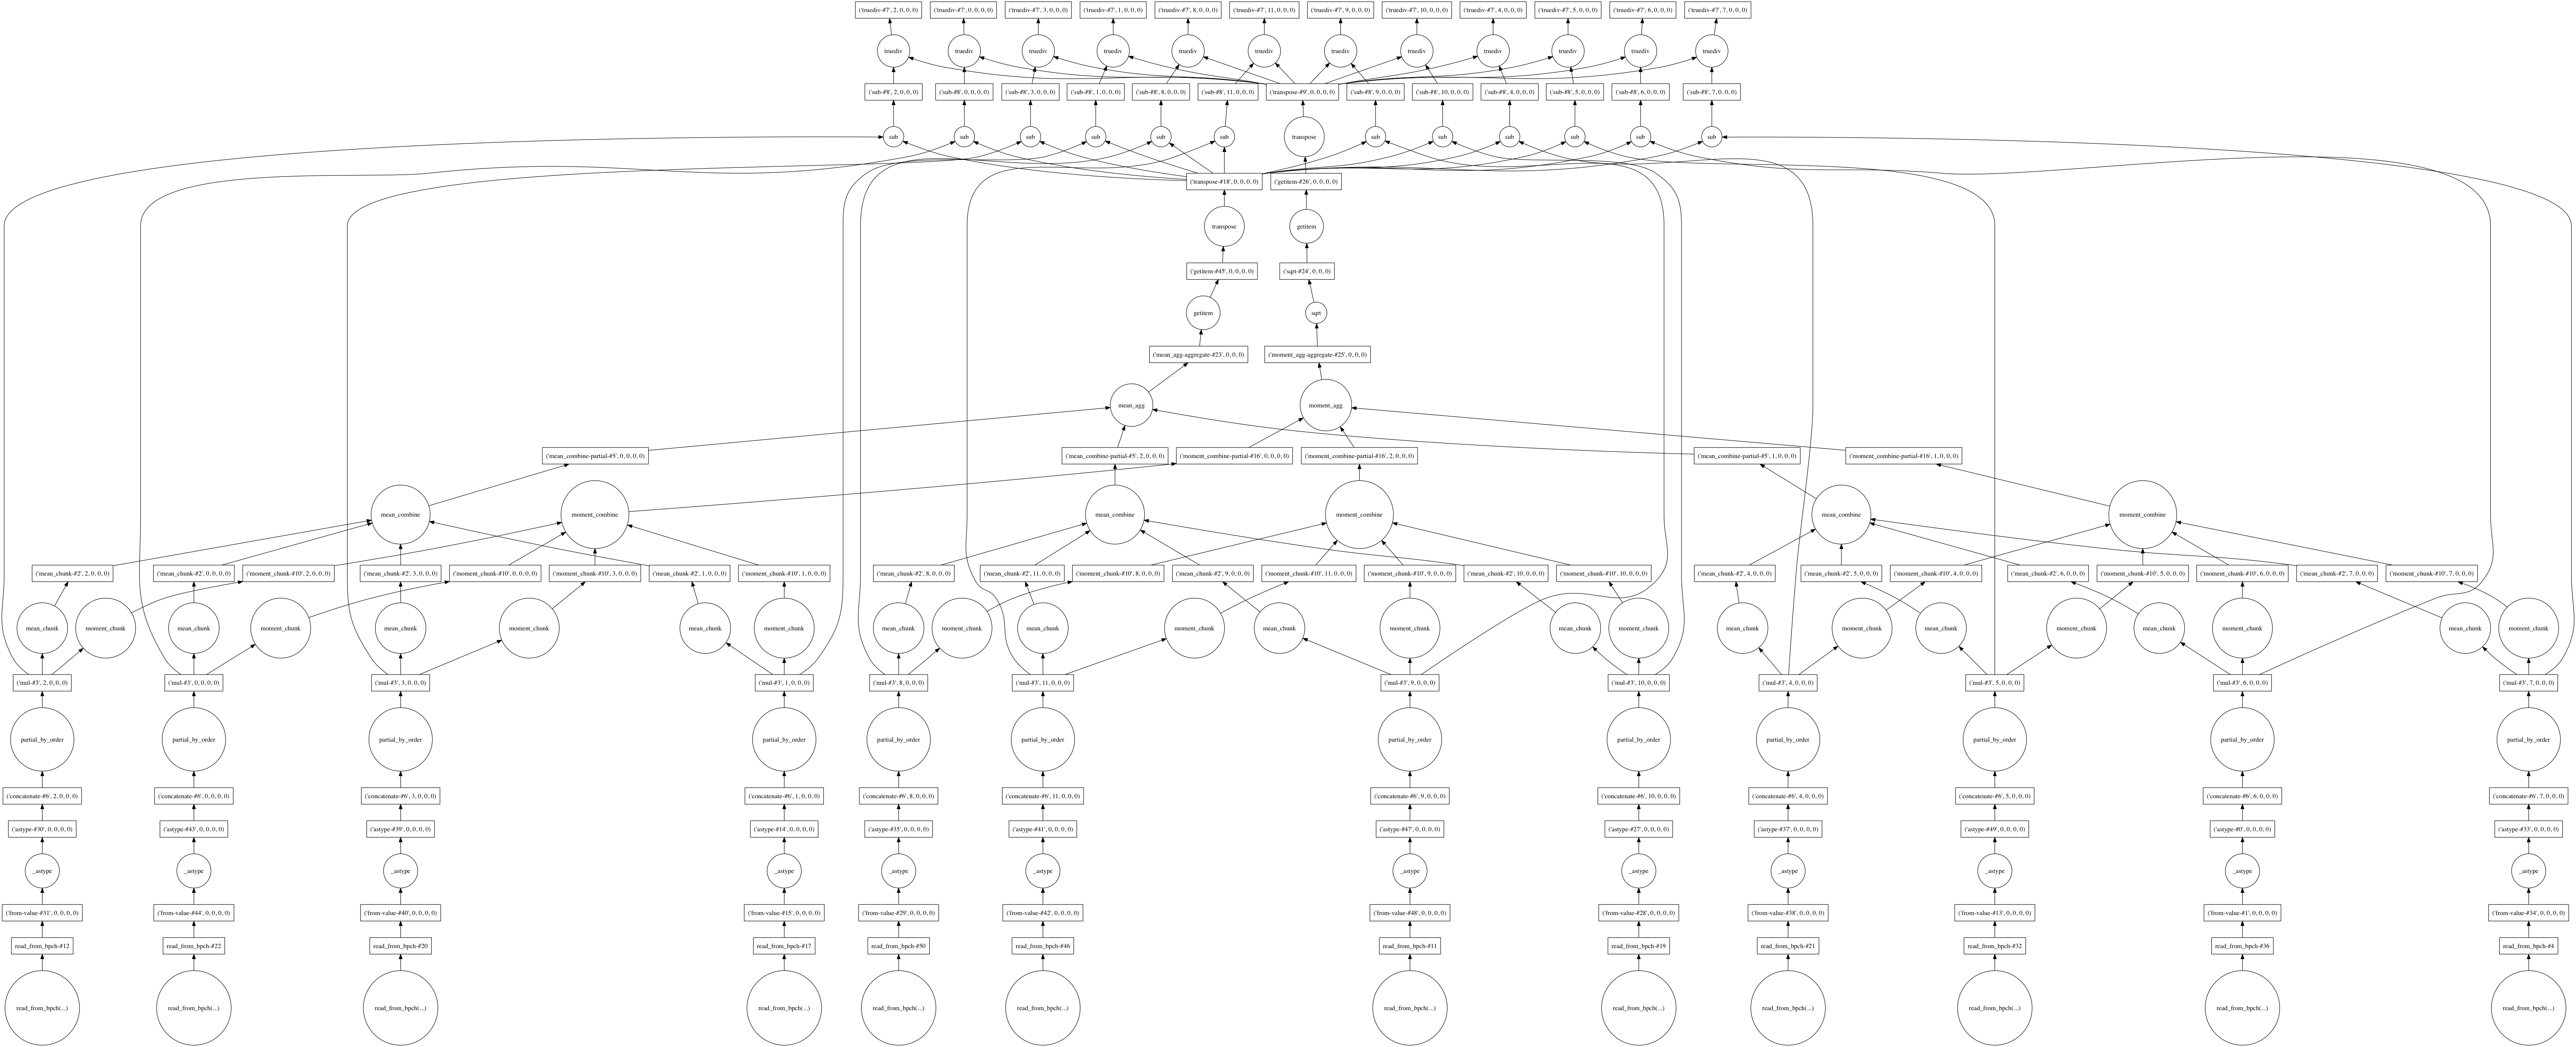 ('truediv-#7', 2, 0, 0, 0) ('truediv-#7', 0, 0, 0, 0) ('truediv-#7', 3, 0, 0, 0) ('truediv-#7', 1, 0, 0, 0) ('truediv-#7', 8, 0, 0, 0) ('truediv-#7', 11, 0, 0, 0) ('truediv-#7', 9, 0, 0, 0) ('truediv-#7', 10, 0, 0, 0) ('truediv-#7', 4, 0, 0, 0) ('truediv-#7', 5, 0, 0, 0) ('truediv-#7', 6, 0, 0, 0) ('truediv-#7', 7, 0, 0, 0)
truediv truediv truediv truediv truediv truediv truediv truediv truediv truediv truediv truediv
('sub-#8', 2, 0, 0, 0) ('sub-#8', 0, 0, 0, 0) ('sub-#8', 3, 0, 0, 0) ('sub-#8', 1, 0, 0, 0) ('sub-#8', 8, 0, 0, 0) ('sub-#8', 11, 0, 0, 0) ('transpose-#9', 0, 0, 0, 0) ('sub-#8', 9, 0, 0, 0) ('sub-#8', 10, 0, 0, 0) ('sub-#8', 4, 0, 0, 0) ('sub-#8', 5, 0, 0, 0) ('sub-#8', 6, 0, 0, 0) ('sub-#8', 7, 0, 0, 0)
sub sub sub sub sub sub transpose sub sub sub sub sub sub
('transpose-#18', 0, 0, 0, 0) ('getitem-#26', 0, 0, 0, 0)
transpose getitem
('getitem-#45', 0, 0, 0, 0) ('sqrt-#24', 0, 0, 0)
getitem sqrt
('mean_agg-aggregate-#23', 0, 0, 0) ('moment_agg-aggregate-#25', 0, 0, 0)
mean_agg moment_agg
('mean_combine-partial-#5', 0, 0, 0, 0) ('mean_combine-partial-#5', 2, 0, 0, 0) ('moment_combine-partial-#16', 0, 0, 0, 0) ('moment_combine-partial-#16', 2, 0, 0, 0) ('mean_combine-partial-#5', 1, 0, 0, 0) ('moment_combine-partial-#16', 1, 0, 0, 0)
mean_combine moment_combine mean_combine moment_combine mean_combine moment_combine
('mean_chunk-#2', 2, 0, 0, 0) ('mean_chunk-#2', 0, 0, 0, 0) ('moment_chunk-#10', 2, 0, 0, 0) ('mean_chunk-#2', 3, 0, 0, 0) ('moment_chunk-#10', 0, 0, 0, 0) ('moment_chunk-#10', 3, 0, 0, 0) ('mean_chunk-#2', 1, 0, 0, 0) ('moment_chunk-#10', 1, 0, 0, 0) ('mean_chunk-#2', 8, 0, 0, 0) ('mean_chunk-#2', 11, 0, 0, 0) ('moment_chunk-#10', 8, 0, 0, 0) ('mean_chunk-#2', 9, 0, 0, 0) ('moment_chunk-#10', 11, 0, 0, 0) ('moment_chunk-#10', 9, 0, 0, 0) ('mean_chunk-#2', 10, 0, 0, 0) ('moment_chunk-#10', 10, 0, 0, 0) ('mean_chunk-#2', 4, 0, 0, 0) ('mean_chunk-#2', 5, 0, 0, 0) ('moment_chunk-#10', 4, 0, 0, 0) ('mean_chunk-#2', 6, 0, 0, 0) ('moment_chunk-#10', 5, 0, 0, 0) ('moment_chunk-#10', 6, 0, 0, 0) ('mean_chunk-#2', 7, 0, 0, 0) ('moment_chunk-#10', 7, 0, 0, 0)
mean_chunk moment_chunk mean_chunk moment_chunk mean_chunk moment_chunk mean_chunk moment_chunk mean_chunk moment_chunk mean_chunk moment_chunk mean_chunk moment_chunk mean_chunk moment_chunk mean_chunk moment_chunk mean_chunk moment_chunk mean_chunk moment_chunk mean_chunk moment_chunk
('mul-#3', 2, 0, 0, 0) ('mul-#3', 0, 0, 0, 0) ('mul-#3', 3, 0, 0, 0) ('mul-#3', 1, 0, 0, 0) ('mul-#3', 8, 0, 0, 0) ('mul-#3', 11, 0, 0, 0) ('mul-#3', 9, 0, 0, 0) ('mul-#3', 10, 0, 0, 0) ('mul-#3', 4, 0, 0, 0) ('mul-#3', 5, 0, 0, 0) ('mul-#3', 6, 0, 0, 0) ('mul-#3', 7, 0, 0, 0)
partial_by_order partial_by_order partial_by_order partial_by_order partial_by_order partial_by_order partial_by_order partial_by_order partial_by_order partial_by_order partial_by_order partial_by_order
('concatenate-#6', 2, 0, 0, 0) ('concatenate-#6', 0, 0, 0, 0) ('concatenate-#6', 3, 0, 0, 0) ('concatenate-#6', 1, 0, 0, 0) ('concatenate-#6', 8, 0, 0, 0) ('concatenate-#6', 11, 0, 0, 0) ('concatenate-#6', 9, 0, 0, 0) ('concatenate-#6', 10, 0, 0, 0) ('concatenate-#6', 4, 0, 0, 0) ('concatenate-#6', 5, 0, 0, 0) ('concatenate-#6', 6, 0, 0, 0) ('concatenate-#6', 7, 0, 0, 0)
('astype-#30', 0, 0, 0, 0) ('astype-#43', 0, 0, 0, 0) ('astype-#39', 0, 0, 0, 0) ('astype-#14', 0, 0, 0, 0) ('astype-#35', 0, 0, 0, 0) ('astype-#41', 0, 0, 0, 0) ('astype-#47', 0, 0, 0, 0) ('astype-#27', 0, 0, 0, 0) ('astype-#37', 0, 0, 0, 0) ('astype-#49', 0, 0, 0, 0) ('astype-#0', 0, 0, 0, 0) ('astype-#33', 0, 0, 0, 0)
_astype _astype _astype _astype _astype _astype _astype _astype _astype _astype _astype _astype
('from-value-#31', 0, 0, 0, 0) ('from-value-#44', 0, 0, 0, 0) ('from-value-#40', 0, 0, 0, 0) ('from-value-#15', 0, 0, 0, 0) ('from-value-#29', 0, 0, 0, 0) ('from-value-#42', 0, 0, 0, 0) ('from-value-#48', 0, 0, 0, 0) ('from-value-#28', 0, 0, 0, 0) ('from-value-#38', 0, 0, 0, 0) ('from-value-#13', 0, 0, 0, 0) ('from-value-#1', 0, 0, 0, 0) ('from-value-#34', 0, 0, 0, 0)
read_from_bpch-#12 read_from_bpch-#22 read_from_bpch-#20 read_from_bpch-#17 read_from_bpch-#50 read_from_bpch-#46 read_from_bpch-#11 read_from_bpch-#19 read_from_bpch-#21 read_from_bpch-#32 read_from_bpch-#36 read_from_bpch-#4
read_from_bpch(...) read_from_bpch(...) read_from_bpch(...) read_from_bpch(...) read_from_bpch(...) read_from_bpch(...) read_from_bpch(...) read_from_bpch(...) read_from_bpch(...) read_from_bpch(...) read_from_bpch(...) read_from_bpch(...)